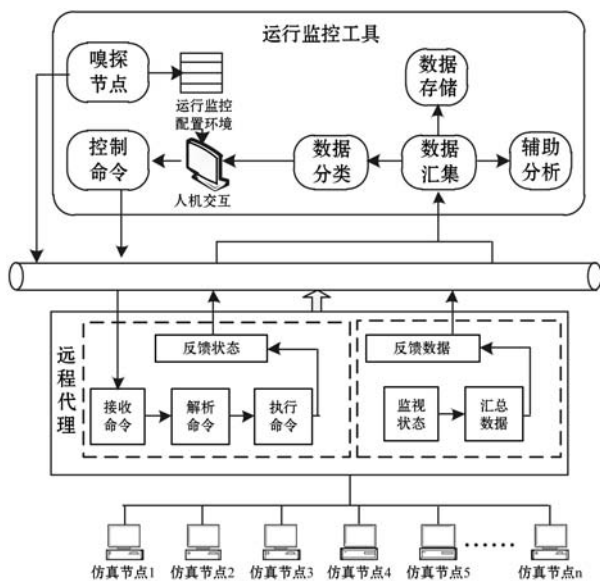 运行监控工具
嗅探
节点
运行监控
配置环境
数据
存储
控制
命令
人机交互
数据
分类
数据
汇集
辅助
分析
远程代理
反馈状态
反馈数据
接收
命令
解析
命令
执行
命令
监视
状态
汇总
数据
仿真节点1
仿真节点2
仿真节点3
仿真节点4
仿真节点5
......
仿真节点n